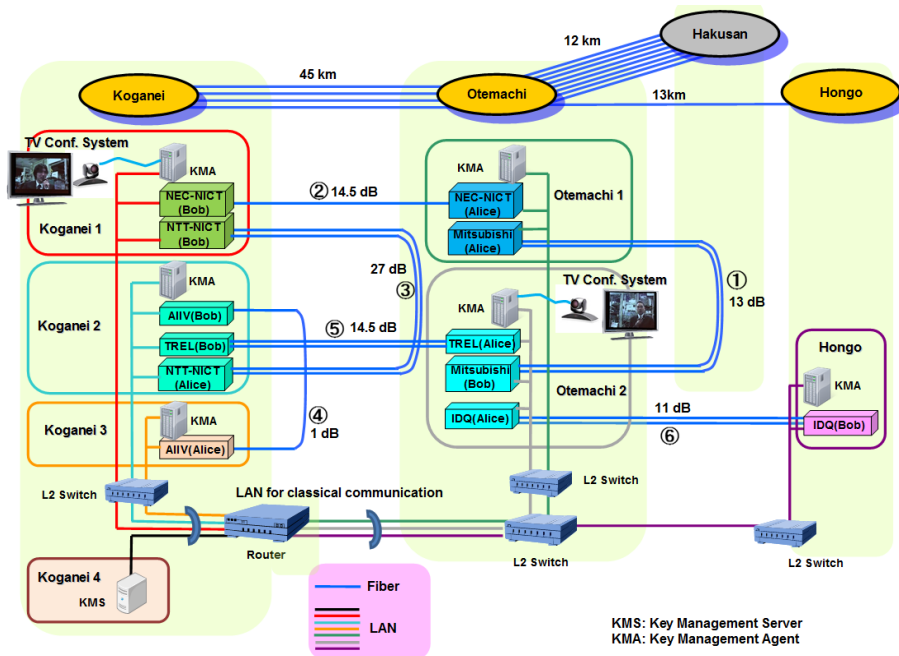 Hakusan
12 km
45 km
Koganei
Otemachi
13km
Hongo
TV Conf. System
KMA
NEC-NICT
(Bob)
NTT-NICT
(Bob)
Koganei 1
② 14.5 dB
KMA
NEC-NICT
(Alice)
Mitsubishi
(Alice)
Otemachi 1
27 dB
③
①
13 dB
KMA
AIIV(Bob)
TREL(Bob)
NTT-NICT
(Alice)
Koganei 2
⑤ 14.5 dB
TV Conf. System
KMA
TREL(Alice)
Mitsubishi
(Bob)
IDQ(Alice)
Otemachi 2
Hongo
KMA
IDQ(Bob)
11 dB
⑥
④
1 dB
Koganei 3
KMA
AIIV(Alice)
L2 Switch
LAN for classical communication
Router
L2 Switch
L2 Switch
L2 Switch
Koganei 4
KMS
Fiber
LAN
KMS: Key Management Server
KMA: Key Management Agent